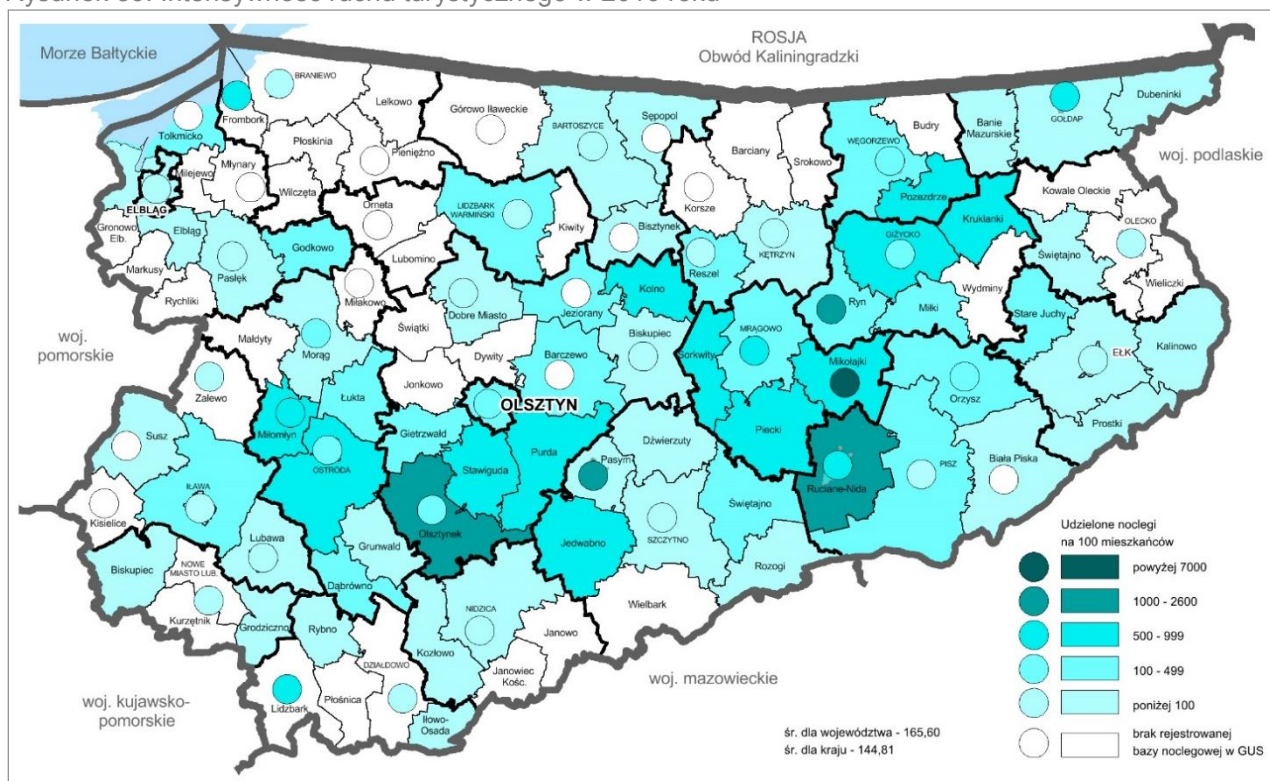 Morze Bałtyckie
ROSJA
Obwód Kaliningradzki
BRANIEWO
Frombork
Lelkowo
Górowo Iławeckie
Sępopol
BARTOSZYCE
Tolkmicko
Płoskinia
Pieniężno
Młynary
Milejewo
Wilczęta
Barciany
Srokowo
WĘGORZEWO
Budry
Banie
Mazurskie
GOŁDAP
Dubeninki
woj. podlaskie
Kowale Oleckie
Pozezdrze
Kruklanki
OLECKO
Korsze
Orneta
LIDZBARK
WARMIŃSKI
Kiwity
Bisztynek
ELBLĄG
Gronowo
Elb.
Elbląg
Godkowo
Pasłęk
Markusy
Rychliki
Lubomino
Miłakowo
Reszel
KĘTRZYN
GIŻYCKO
Świętajno
Wieliczki
Wydminy
Kolno
Ryn
Miłki
Stare Juchy
Jeziorany
Dobre Miasto
Świątki
woj.
pomorskie
Małdyty
Morąg
Dywity
Barczewo
Biskupiec
MRĄGOWO
Sorkwity
Mikołajki
EŁK
Kalinowo
Jonkowo
Zalewo
Łukta
OLSZTYN
Orzysz
Prostki
Miłomłyn
Gietrzwałd
Susz
OSTRÓDA
Stawiguda
Purda
Dźwierzuty
Piecki
Pasym
PISZ
Biała Piska
IŁAWA
Ruciane-Nida
Kisielice
Olsztynek
Świętajno
Lubawa
Grunwald
Jedwabno
SZCZYTNO
Biskupiec
NOWE
MIASTO LUB.
Dąbrówno
Rozogi
Kurzętnik
Grodziczno
Rybno
NIDZICA
Wielbark
Kozłowo
Janowo
DZIAŁDOWO
Janowiec
Kośc.
Lidzbark
Płośnica
Iłowo-
Osada
woj. kujawsko-
pomorskie
woj. mazowieckie
śr. dla województwa - 165,60
śr. dla kraju - 144,81
Udzielone noclegi
na 100 mieszkańców
powyżej 7000
1000 - 2600
500 - 999
100 - 499
poniżej 100
brak rejestrowanej
bazy noclegowej w GUS